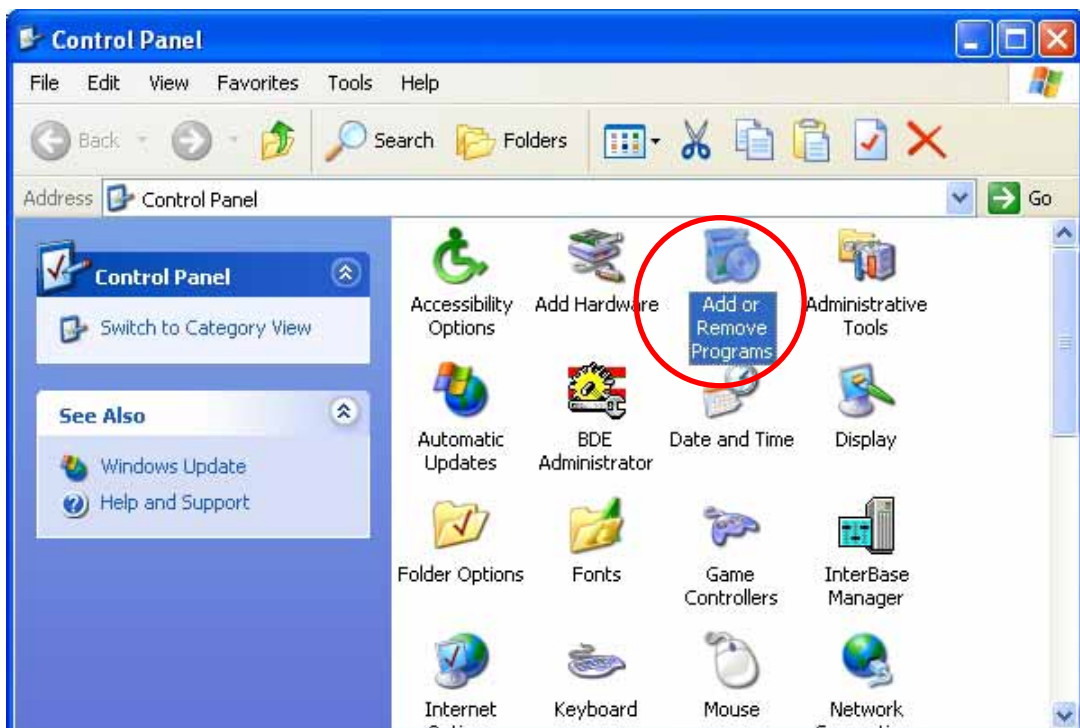 Control Panel
File Edit View Favorites Tools Help
Back Search Folders
Address Control Panel Go
Control Panel
Switch to Category View
See Also
Windows Update
Help and Support
Accessibility
Options
Add Hardware
Add or
Remove
Programs
Administrative
Tools
Automatic
Updates
BDE
Administrator
Date and Time
Display
Folder Options
Fonts
Game
Controllers
InterBase
Manager
Internet
Keyboard
Mouse
Network